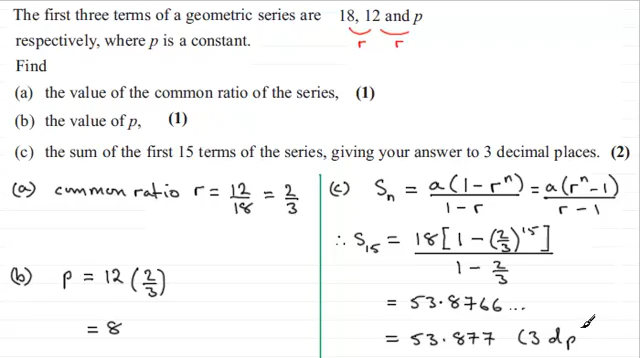 The first three terms of a geometric series are 18, 12 and p
r r
respectively, where p is a constant.
Find
(a) the value of the common ratio of the series, (1)
(b) the value of p, (1)
(c) the sum of the first 15 terms of the series, giving your answer to 3 decimal places. (2)
(a) common ratio r = 12/18 = 2/3
(b) p = 12 (2/3)
= 8
(c) Sₙ = a(1 − rⁿ)/1 − r = a(rⁿ − 1)/r − 1
∴ S₁₅ = 18[1 − (2/3)¹⁵]/1 − 2/3
= 53.8766...
= 53.877 (3 dp